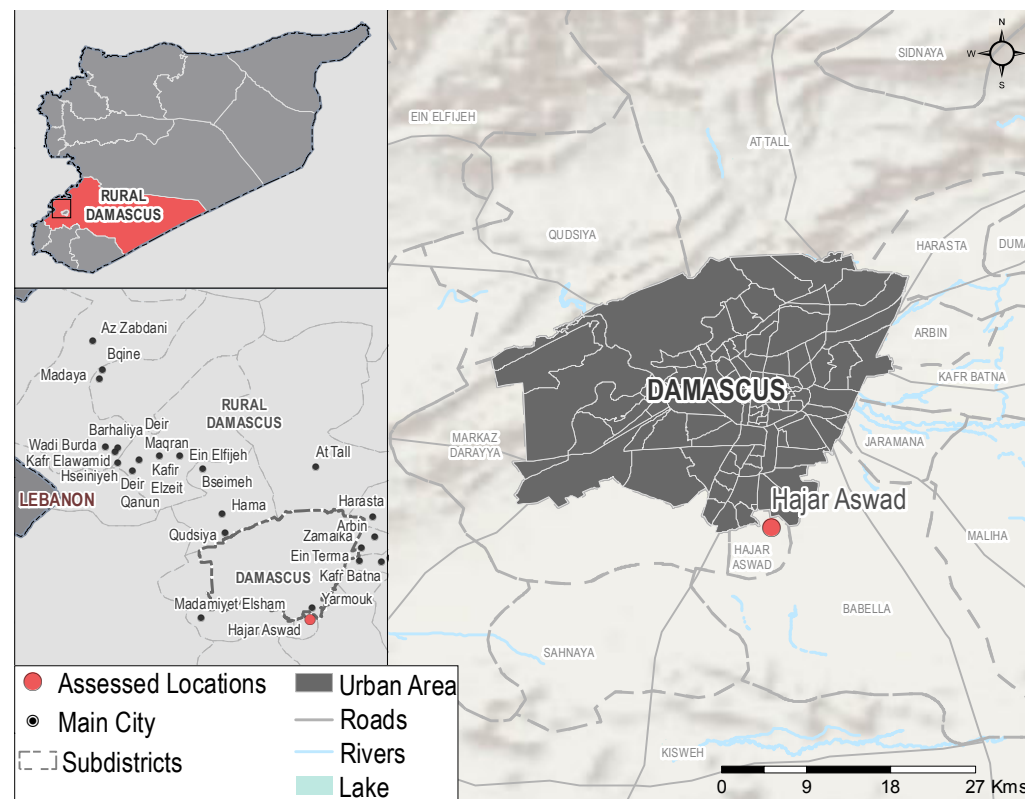 RURAL
DAMASCUS
Az Zabdani
Bqine
Madaya
RURAL
DAMASCUS
Barhaliya
Deir
Maqran
Wadi Burda
Kafr Elawamid
Hseiniyeh
Deir
Qanun
Kafir
Elzeit
Ein Elfijeh
Bseimeh
At Tall
LEBANON
Hama
Harasta
Qudsiya
Arbin
Zamalka
Ein Terma
DAMASCUS
Kafr Batna
Madamiyet Elsham
Yarmouk
Hajar Aswad
Assessed Locations
Main City
Subdistricts
Urban Area
Roads
Rivers
Lake
N
W
S
SIDNAYA
EIN ELFIJEH
AT TALL
QUDSIYA
HARASTA
DUMA
ARBIN
KAFR BATNA
DAMASCUS
MARKAZ
DARAYYA
JARAMANA
Hajar Aswad
MALIHA
HAJAR
ASWAD
BABELLA
SAHNAYA
KISWEH
0 9 18 27 Kms